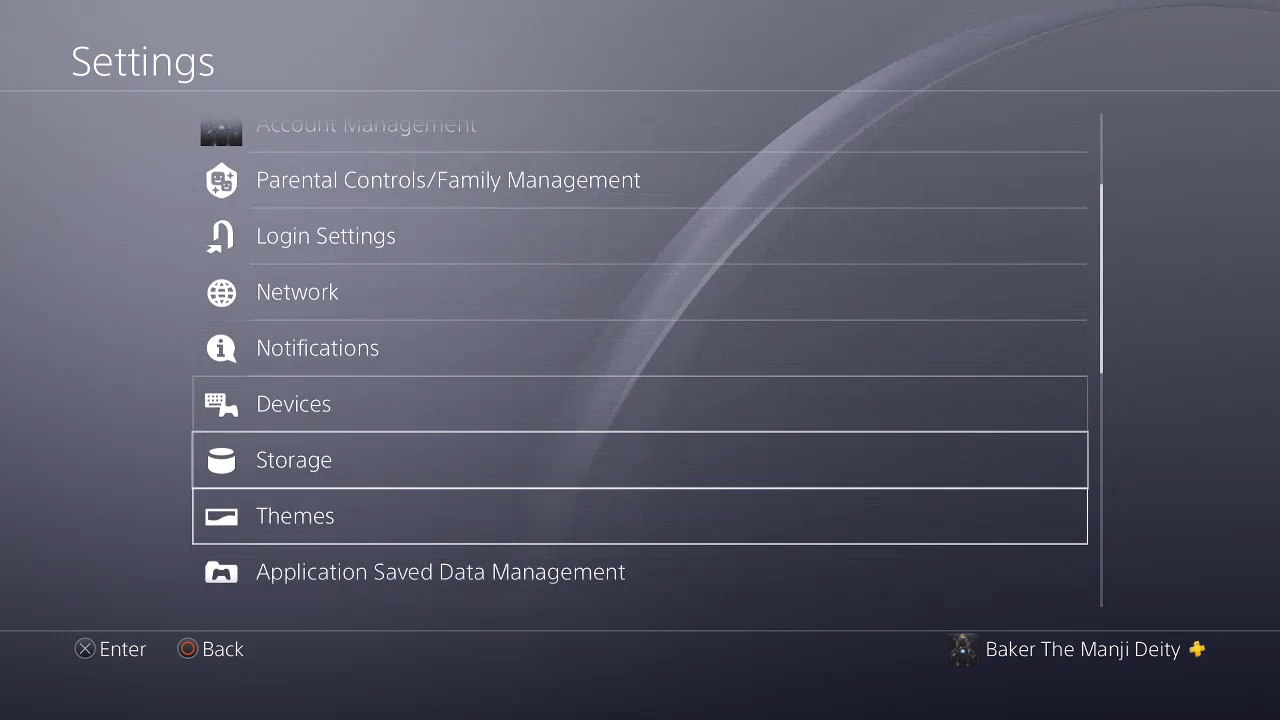 Settings
Account Management
Parental Controls/Family Management
Login Settings
Network
Notifications
Devices
Storage
Themes
Application Saved Data Management
Enter
Back
Baker The Manji Deity